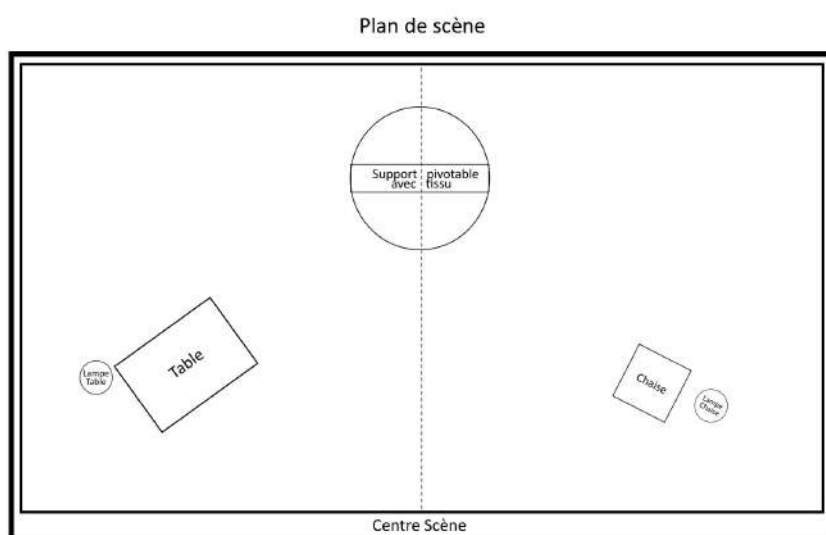 Plan de scène
Support pivotable
avec tissu
Lampe
Table
Table
Chaise
Lampe
Chaise
Centre Scène